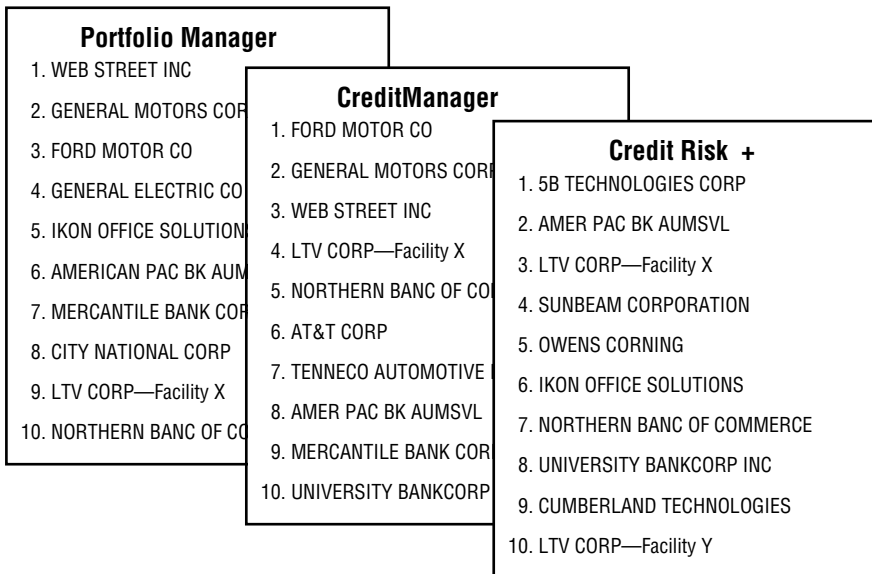 Portfolio Manager
1. WEB STREET INC
2. GENERAL MOTORS COR
3. FORD MOTOR CO
4. GENERAL ELECTRIC CO
5. IKON OFFICE SOLUTION
6. AMERICAN PAC BK AUM
7. MERCANTILE BANK COR
8. CITY NATIONAL CORP
9. LTV CORP—Facility X
10. NORTHERN BANC OF CO
CreditManager
1. FORD MOTOR CO
2. GENERAL MOTORS CORP
3. WEB STREET INC
4. LTV CORP—Facility X
5. NORTHERN BANC OF CO
6. AT&T CORP
7. TENNECO AUTOMOTIVE
8. AMER PAC BK AUMSVL
9. MERCANTILE BANK COR
10. UNIVERSITY BANKCORP
Credit Risk +
1. 5B TECHNOLOGIES CORP
2. AMER PAC BK AUMSVL
3. LTV CORP—Facility X
4. SUNBEAM CORPORATION
5. OWENS CORNING
6. IKON OFFICE SOLUTIONS
7. NORTHERN BANC OF COMMERCE
8. UNIVERSITY BANKCORP INC
9. CUMBERLAND TECHNOLOGIES
10. LTV CORP—Facility Y